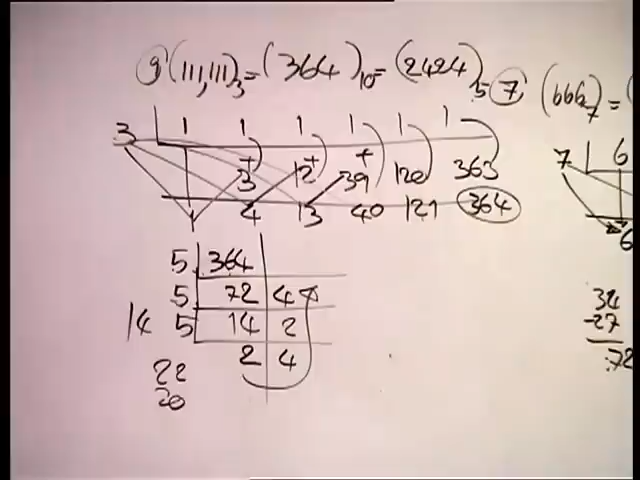 9 (111,111)3 = (364)10 = (2424)5 = 7 (666)7 = (
3 1 1 1 1 1 1
+ + +
3 12 39 120 363
1 4 13 40 121 364
7 6
6
5 364
5 72 4
14 5 14 2
2 4
22
20
34
-27
72